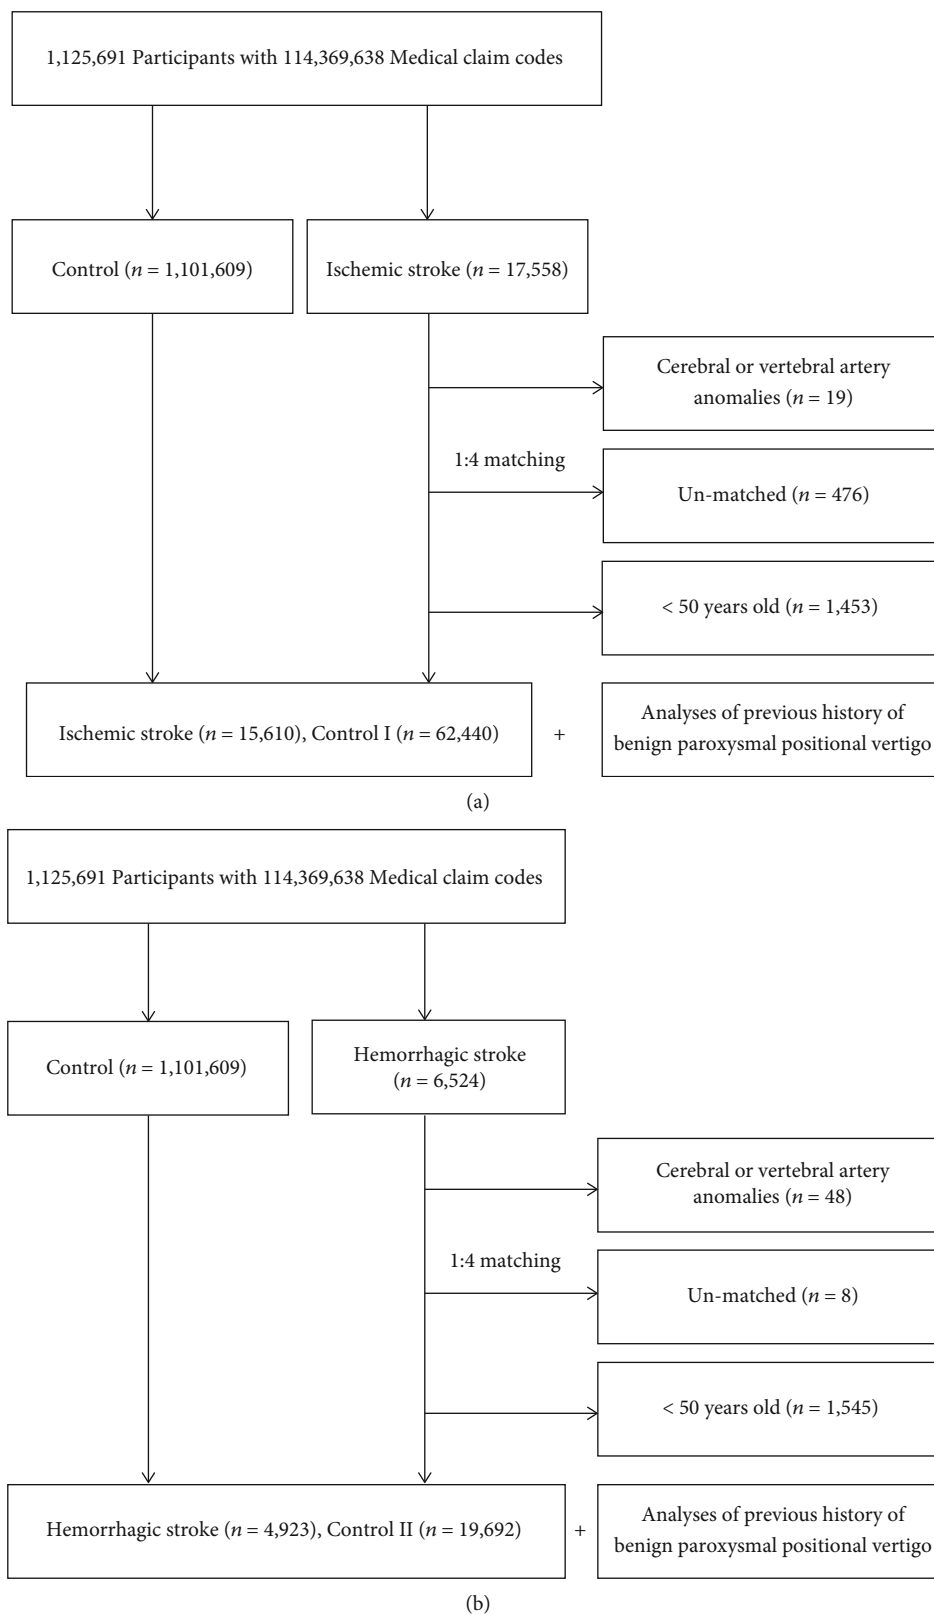 1,125,691 Participants with 114,369,638 Medical claim codes
Control (n = 1,101,609)
Ischemic stroke (n = 17,558)
Cerebral or vertebral artery
anomalies (n = 19)
1:4 matching
Un-matched (n = 476)
< 50 years old (n = 1,453)
Ischemic stroke (n = 15,610), Control I (n = 62,440)
+
Analyses of previous history of
benign paroxysmal positional vertigo
(a)
1,125,691 Participants with 114,369,638 Medical claim codes
Control (n = 1,101,609)
Hemorrhagic stroke
(n = 6,524)
Cerebral or vertebral artery
anomalies (n = 48)
1:4 matching
Un-matched (n = 8)
< 50 years old (n = 1,545)
Hemorrhagic stroke (n = 4,923), Control II (n = 19,692)
+
Analyses of previous history of
benign paroxysmal positional vertigo
(b)